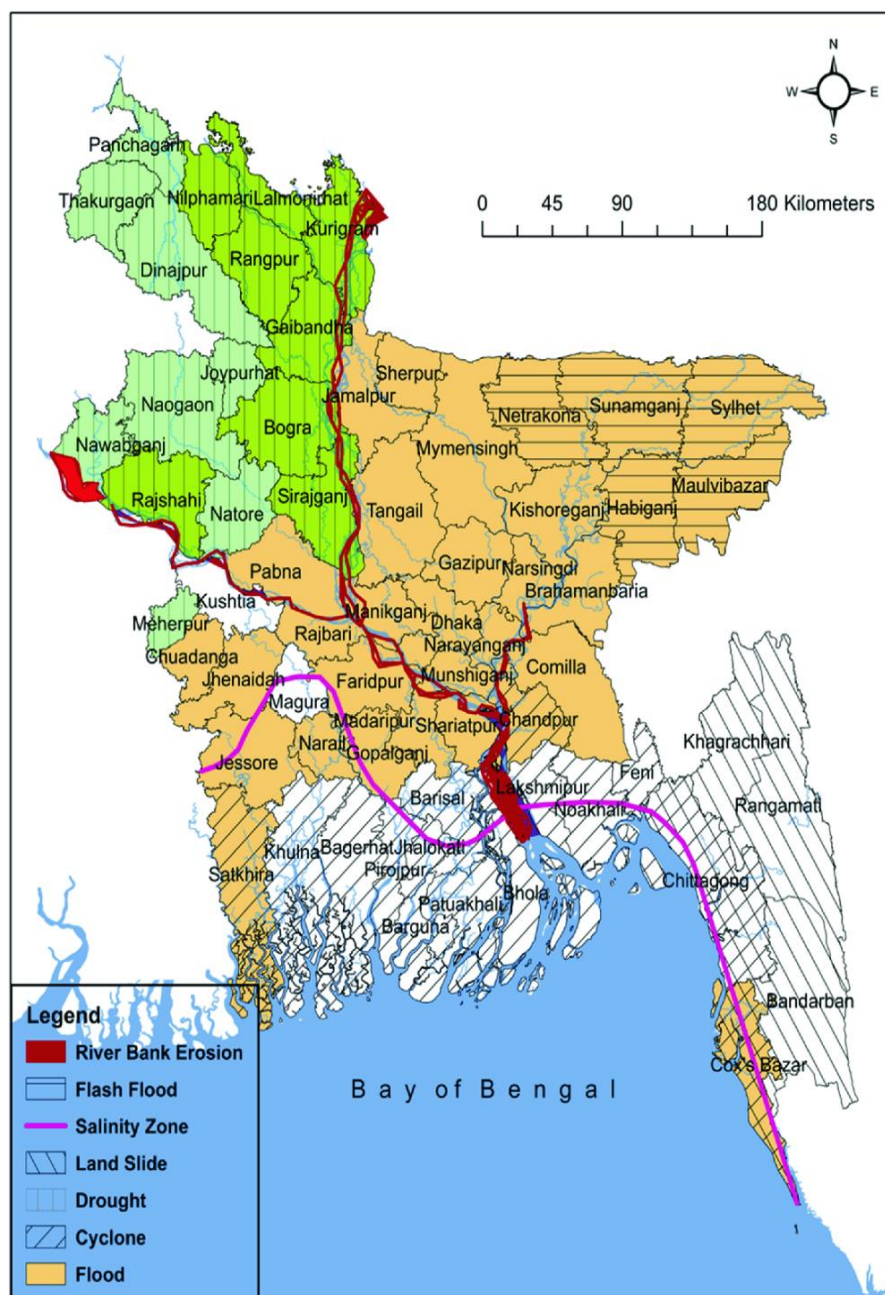 N
W E
S
0 45 90 180 Kilometers
Panchagarh
Thakurgaon
Nilphamari
Lalmonirhat
Kurigram
Rangpur
Dinajpur
Gaibandha
Sherpur
Joypurhat
Jamalpur
Naogaon
Netrakona
Sunamganj
Sylhet
Bogra
Mymensingh
Nawabganj
Maulvibazar
Rajshahi
Sirajganj
Natore
Tangail
Kishoreganj
Habiganj
Gazipur
Narsingdi
Pabna
Brahamanbaria
Kushtia
Manikganj
Dhaka
Meherpur
Rajbari
Narayanganj
Chuadanga
Comilla
Jhenaidah
Faridpur
Munshiganj
Magura
Madaripur
Shariatpur
Chandpur
Narail
Gopalganj
Khagrachhari
Jessore
Feni
Lakshmipur
Barisal
Noakhali
Rangamati
Khulna
Bagerhat
Jhalokati
Satkhira
Pirojpur
Chittagong
Bhola
Patuakhali
Barguna
Bandarban
Cox's Bazar
Bay of Bengal
Legend
River Bank Erosion
Flash Flood
Salinity Zone
Land Slide
Drought
Cyclone
Flood